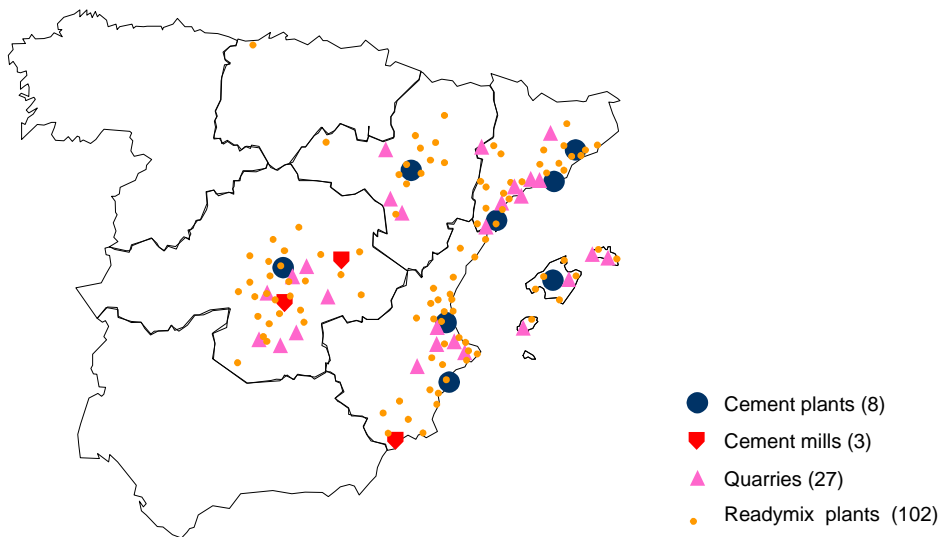 Cement plants (8)
Cement mills (3)
Quarries (27)
Readymix plants (102)